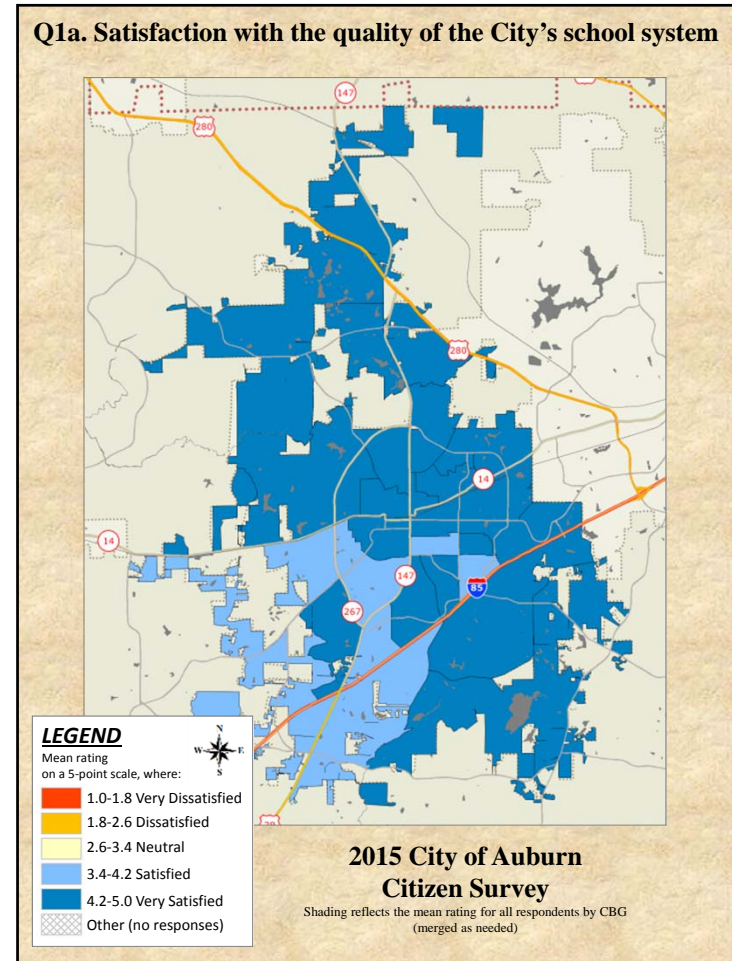 Q1a. Satisfaction with the quality of the City’s school system
147
280
280
14
14
147
85
267
LEGEND
N
W E
S
Mean rating
on a 5-point scale, where:
1.0-1.8 Very Dissatisfied
1.8-2.6 Dissatisfied
2.6-3.4 Neutral
3.4-4.2 Satisfied
4.2-5.0 Very Satisfied
Other (no responses)
2015 City of Auburn
Citizen Survey
Shading reflects the mean rating for all respondents by CBG
(merged as needed)